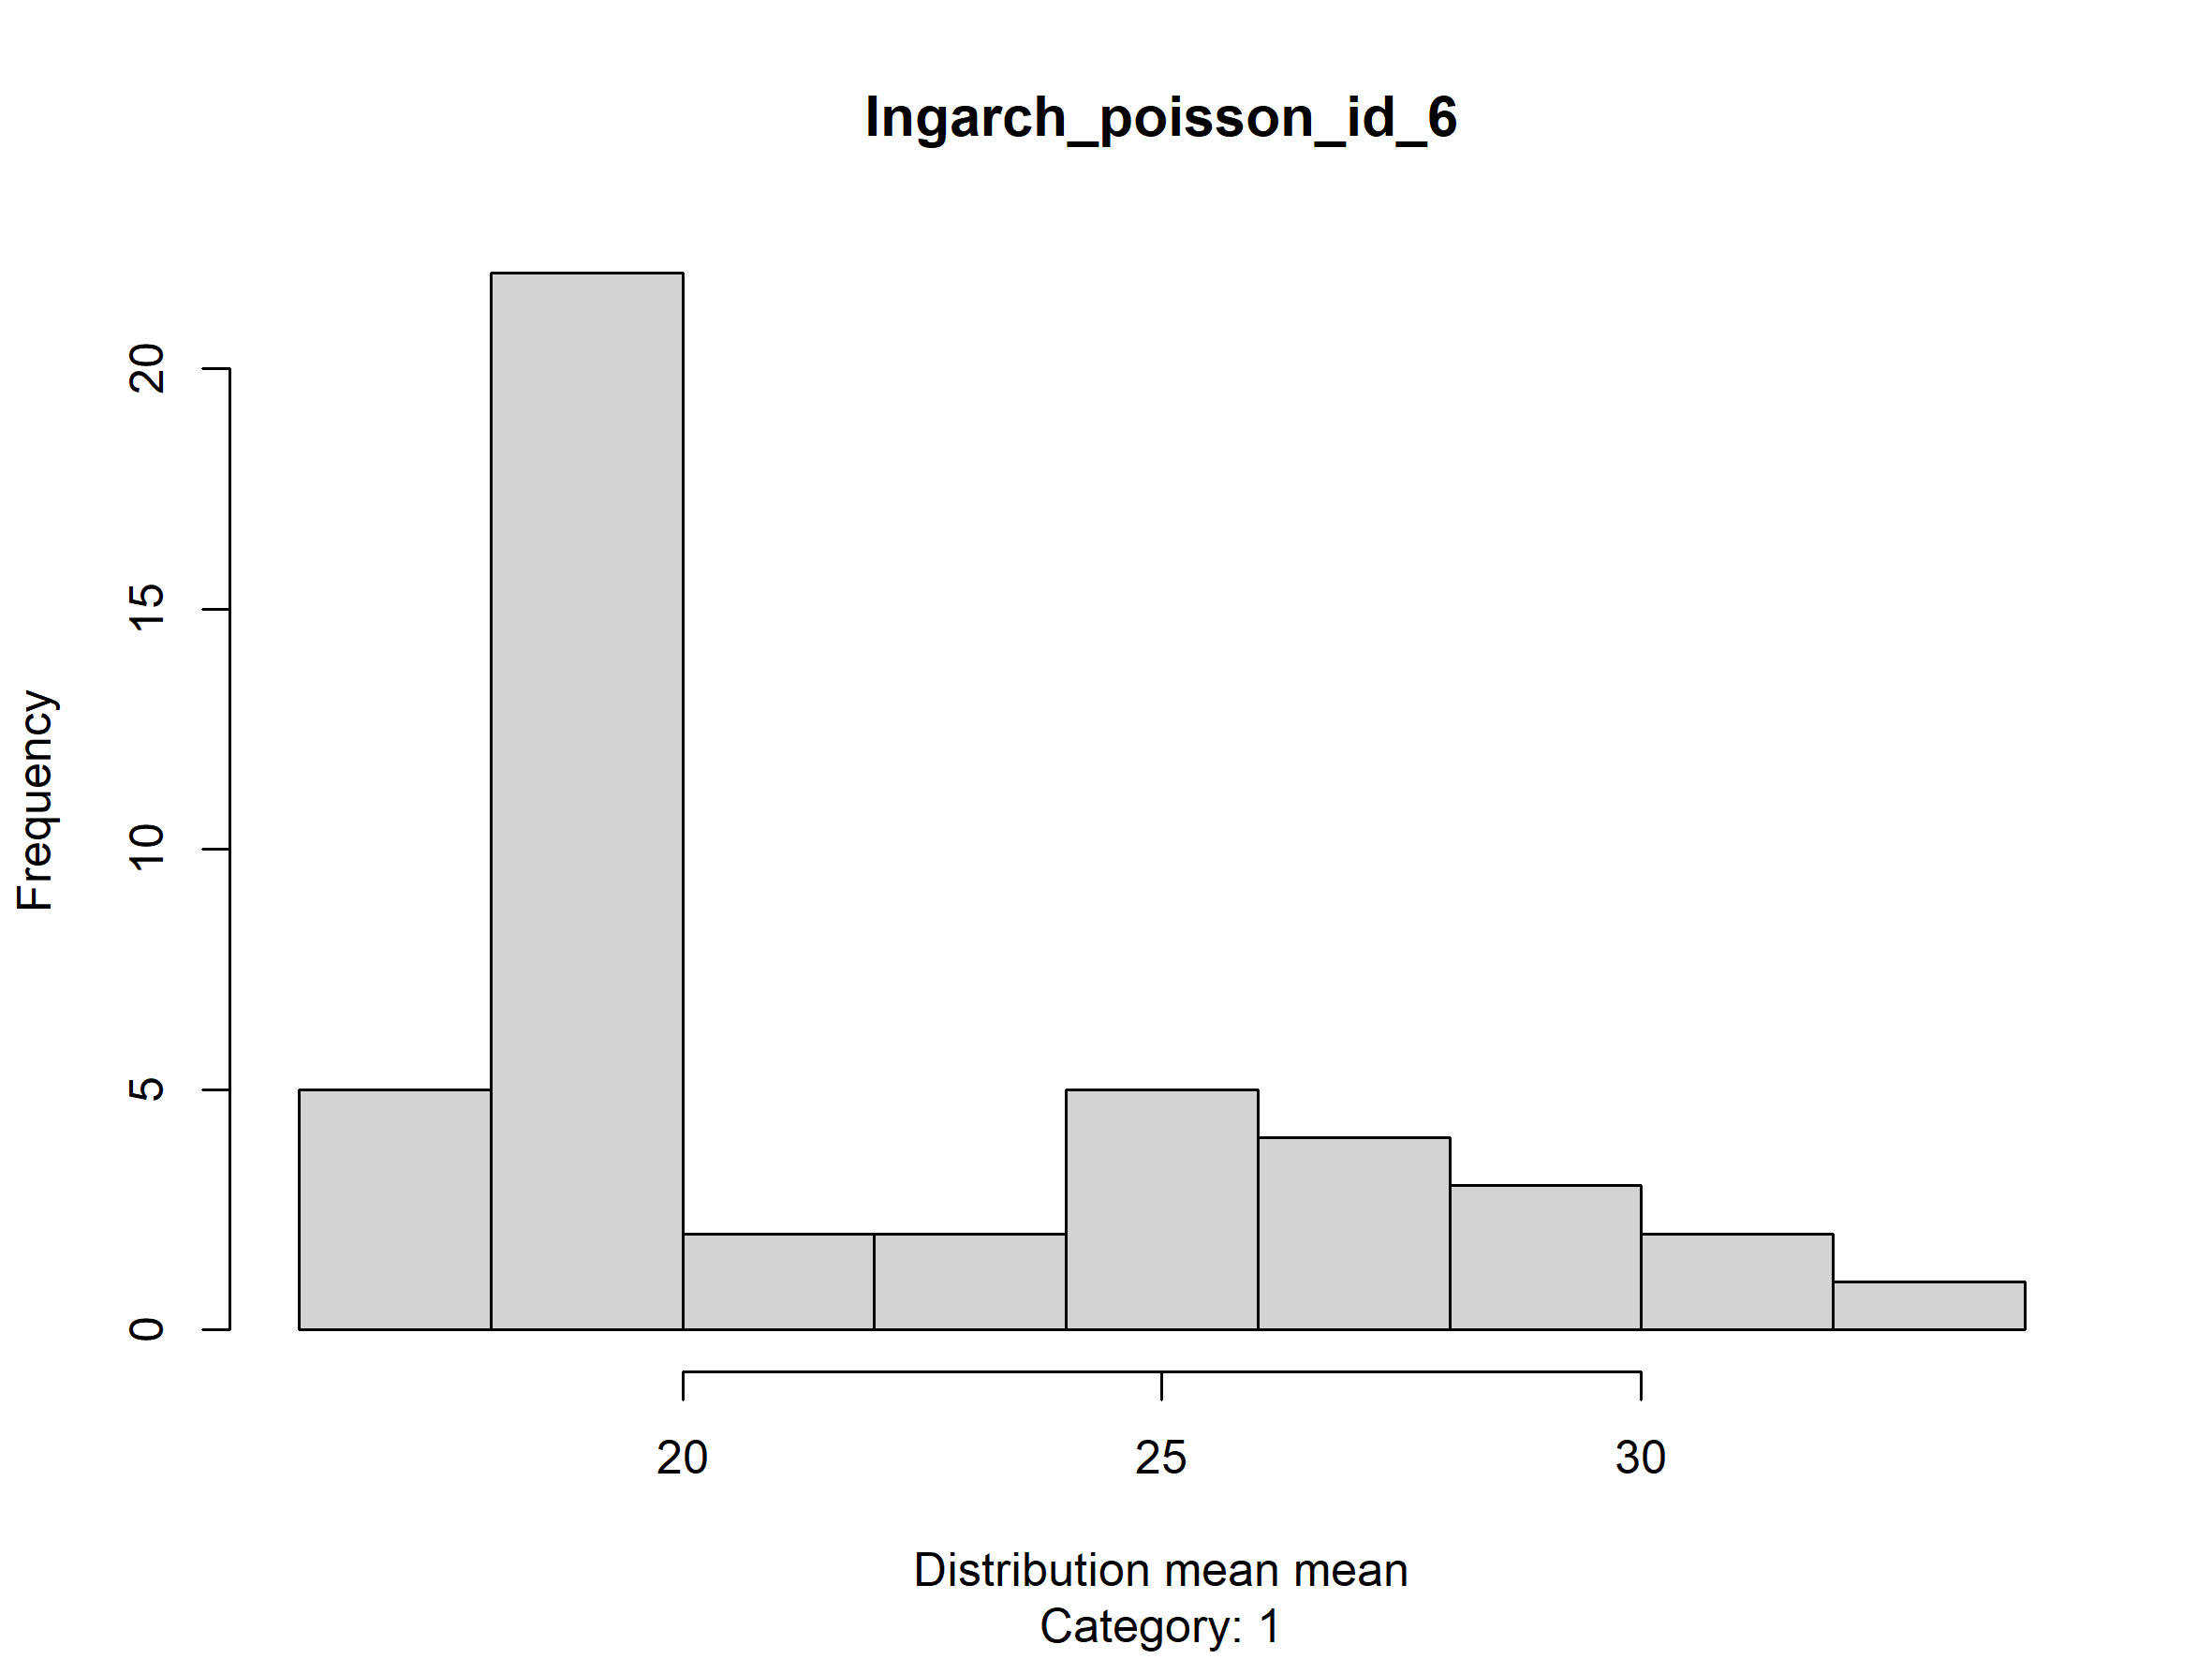 Ingarch_poisson_id_6
Frequency
20
15
10
5
0
20 25 30
Distribution mean mean
Category: 1